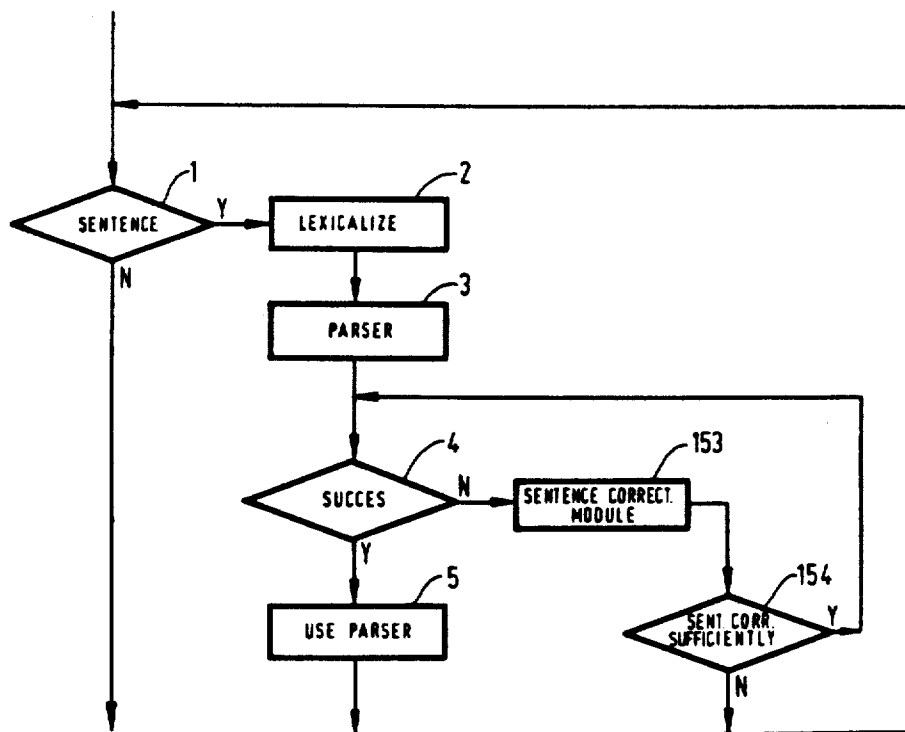 1
SENTENCE
Y
N
2
LEXICALIZE
3
PARSER
4
SUCCES
N
Y
153
SENTENCE CORRECT.
MODULE
5
USE PARSER
154
SENT. CORR.
SUFFICIENTLY
Y
N